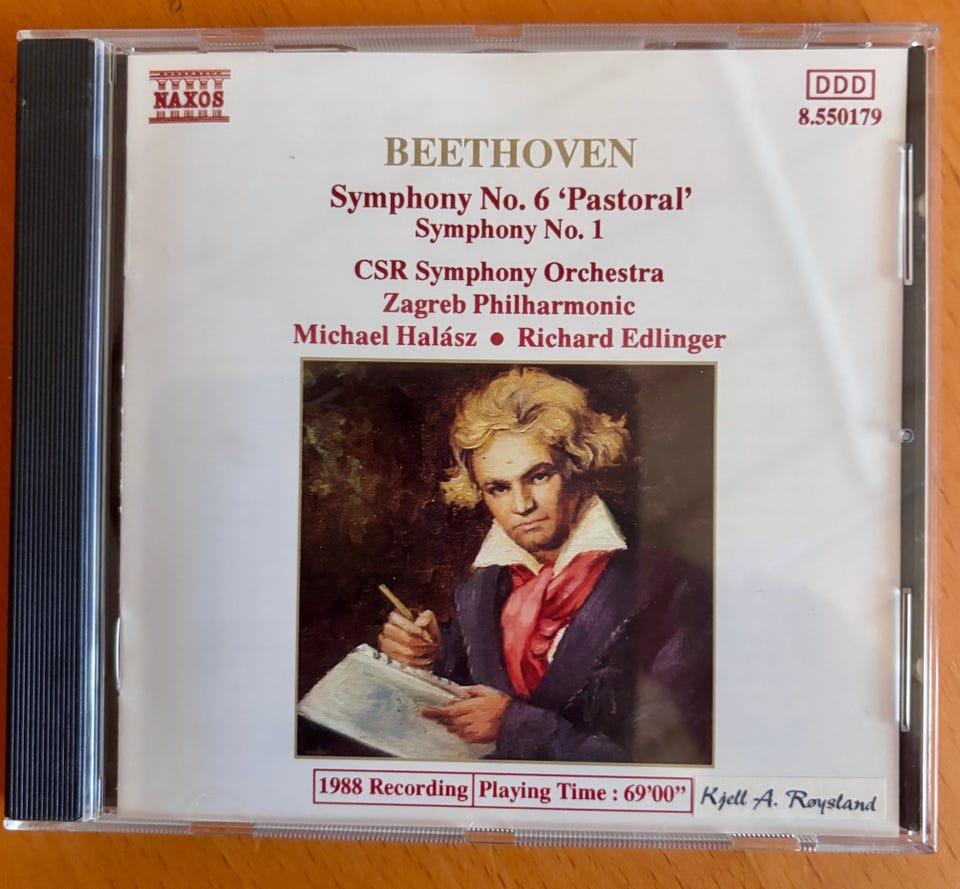 NAXOS
DDD
8.550179
BEETHOVEN
Symphony No. 6 ‘Pastoral’
Symphony No. 1
CSR Symphony Orchestra
Zagreb Philharmonic
Michael Halász ● Richard Edlinger
1988 Recording Playing Time : 69’00”
Kjell A. Røysland